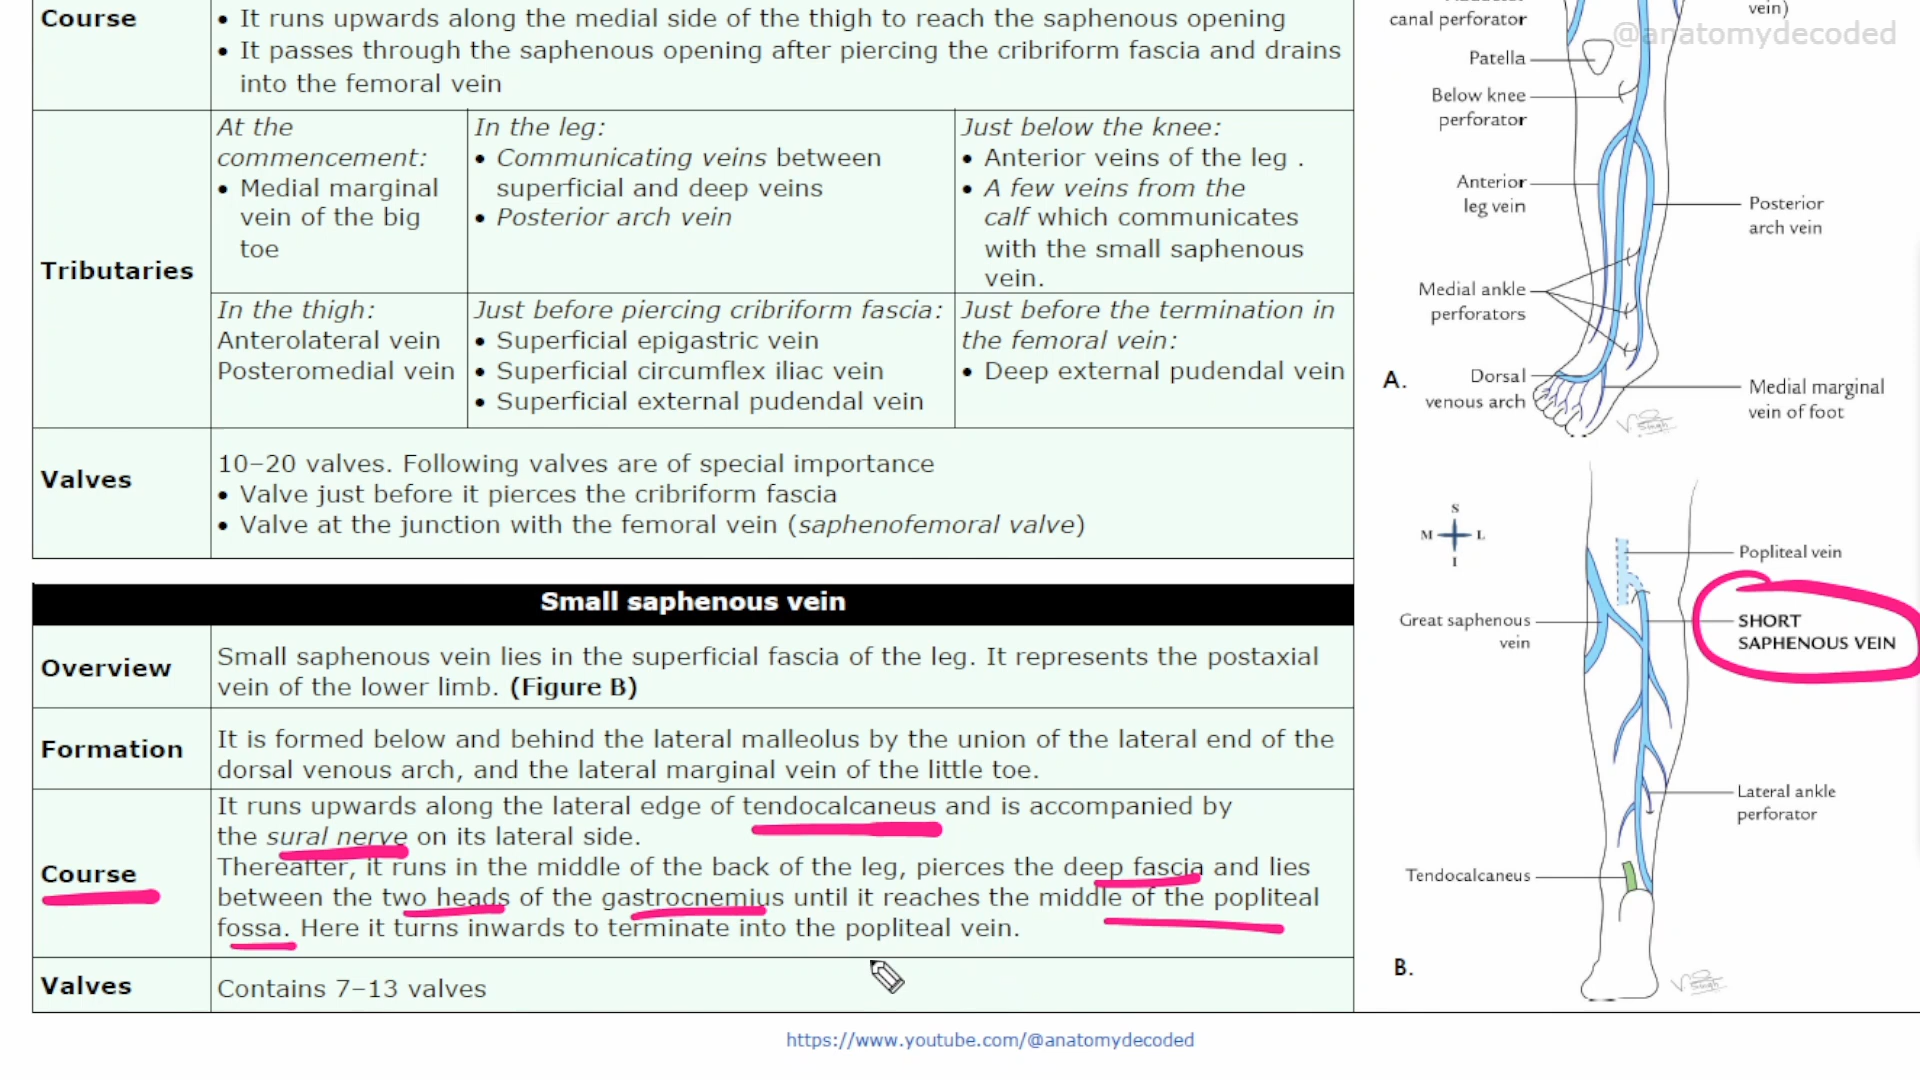 Course
• It runs upwards along the medial side of the thigh to reach the saphenous opening
• It passes through the saphenous opening after piercing the cribriform fascia and drains
into the femoral vein
Tributaries
At the
commencement:
• Medial marginal
vein of the big
toe
In the leg:
• Communicating veins between
superficial and deep veins
• Posterior arch vein
Just below the knee:
• Anterior veins of the leg .
• A few veins from the
calf which communicates
with the small saphenous
vein.
In the thigh:
Anterolateral vein
Posteromedial vein
Just before piercing cribriform fascia:
• Superficial epigastric vein
• Superficial circumflex iliac vein
• Superficial external pudendal vein
Just before the termination in
the femoral vein:
• Deep external pudendal vein
Valves
10–20 valves. Following valves are of special importance
• Valve just before it pierces the cribriform fascia
• Valve at the junction with the femoral vein (saphenofemoral valve)
Small saphenous vein
Overview
Small saphenous vein lies in the superficial fascia of the leg. It represents the postaxial
vein of the lower limb. (Figure B)
Formation
It is formed below and behind the lateral malleolus by the union of the lateral end of the
dorsal venous arch, and the lateral marginal vein of the little toe.
Course
It runs upwards along the lateral edge of tendocalcaneus and is accompanied by
the sural nerve on its lateral side.
Thereafter, it runs in the middle of the back of the leg, pierces the deep fascia and lies
between the two heads of the gastrocnemius until it reaches the middle of the popliteal
fossa. Here it turns inwards to terminate into the popliteal vein.
Valves
Contains 7–13 valves
https://www.youtube.com/@anatomydecoded
canal perforator
vein)
@anatomydecoded
Patella
Below knee
perforator
Anterior
leg vein
Posterior
arch vein
Medial ankle
perforators
A.
Dorsal
venous arch
Medial marginal
vein of foot
Singh
S
M
L
I
Popliteal vein
Great saphenous
vein
SHORT
SAPHENOUS VEIN
Lateral ankle
perforator
Tendocalcaneus
B.
Singh